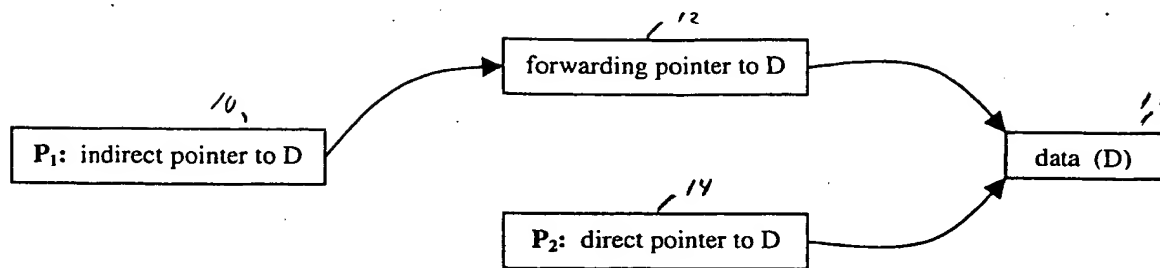 12
forwarding pointer to D
10
P₁: indirect pointer to D
data (D)
14
P₂: direct pointer to D